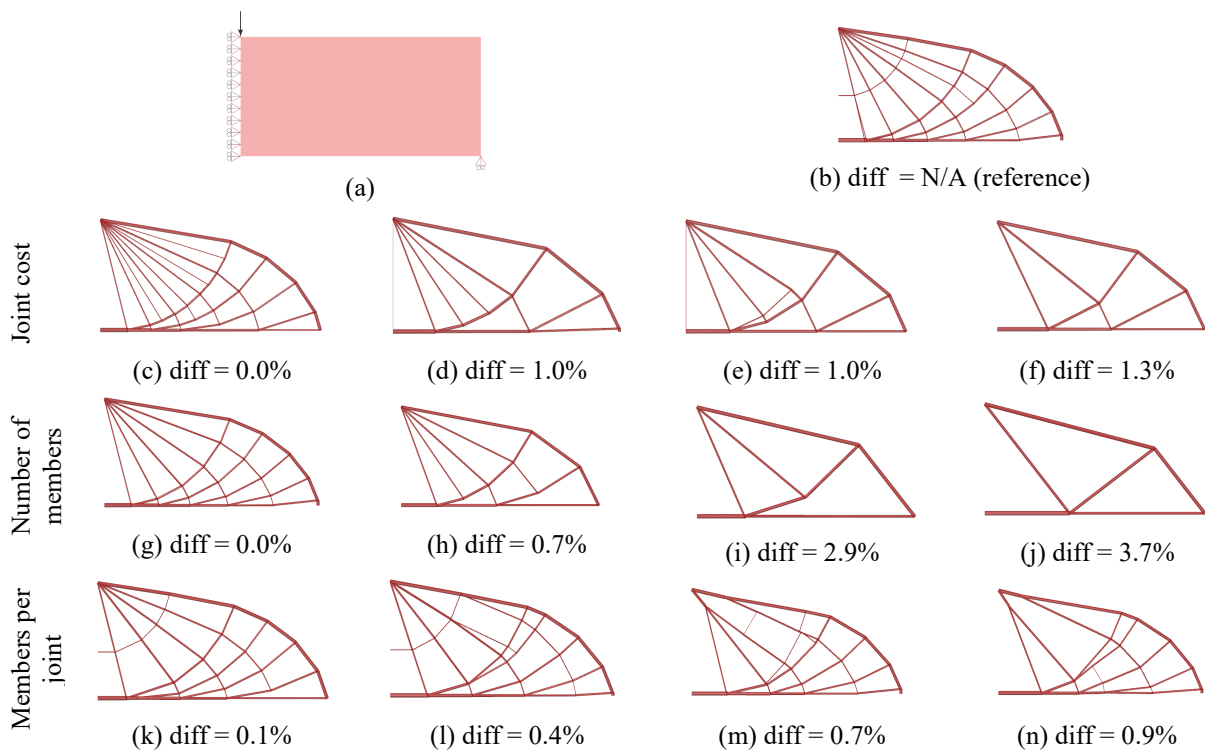 (a)
(b) diff = N/A (reference)
Joint cost
(c) diff = 0.0%
(d) diff = 1.0%
(e) diff = 1.0%
(f) diff = 1.3%
Number of
members
(g) diff = 0.0%
(h) diff = 0.7%
(i) diff = 2.9%
(j) diff = 3.7%
Members per
joint
(k) diff = 0.1%
(l) diff = 0.4%
(m) diff = 0.7%
(n) diff = 0.9%